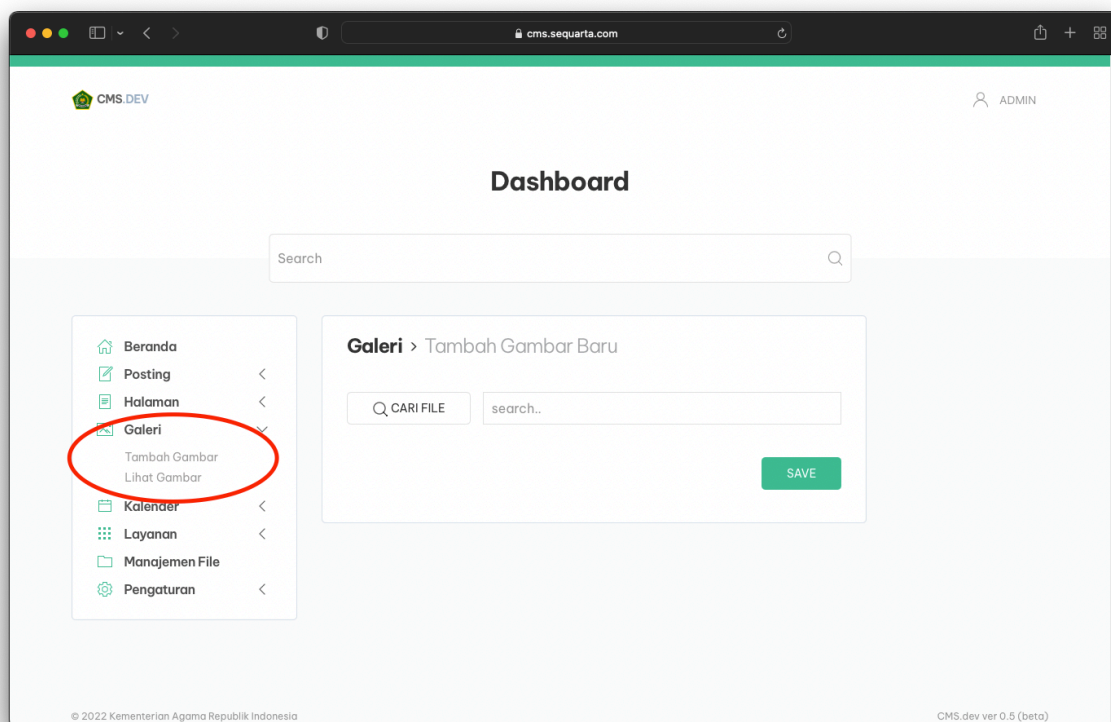 cms.sequarta.com
CMS.DEV
ADMIN
Dashboard
Search
Beranda
Posting
Halaman
Galeri
Tambah Gambar
Lihat Gambar
Kalender
Layanan
Manajemen File
Pengaturan
Galeri > Tambah Gambar Baru
CARI FILE
search..
SAVE
© 2022 Kementerian Agama Republik Indonesia
CMS.dev ver 0.5 (beta)